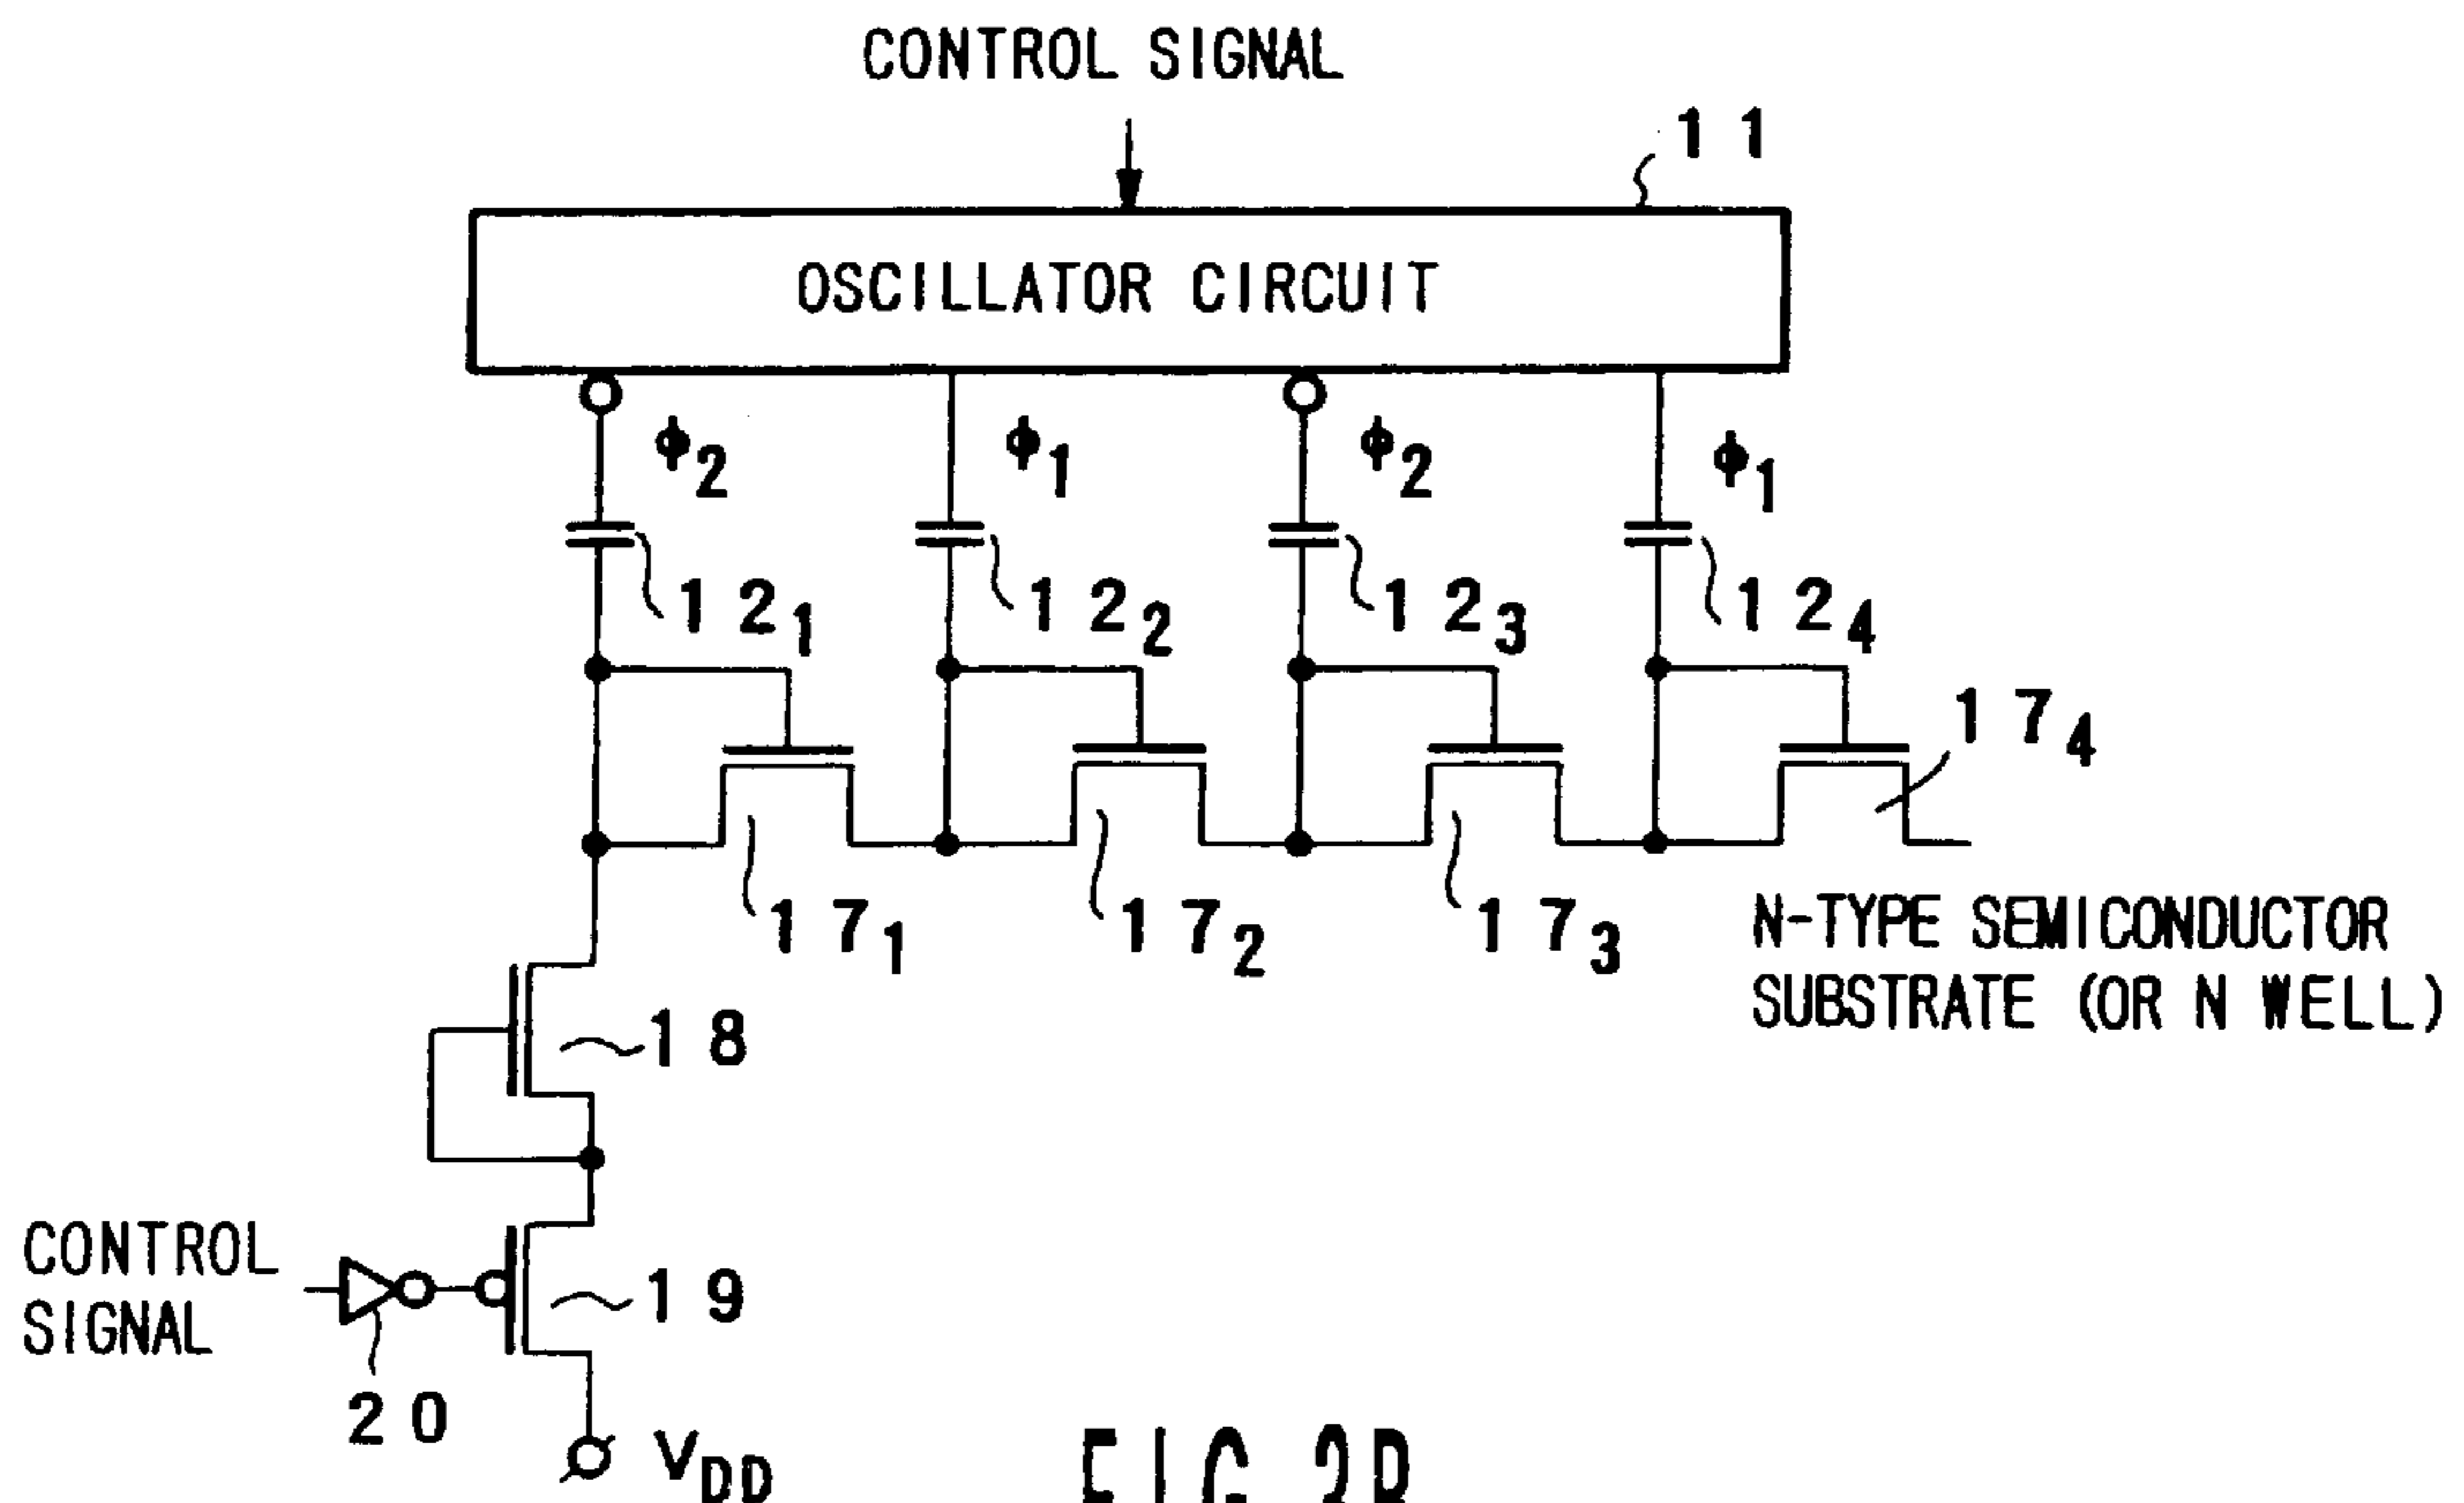 CONTROL SIGNAL
11
OSCILLATOR CIRCUIT
ϕ2
ϕ1
ϕ2
ϕ1
121
122
123
124
174
171
172
173
N-TYPE SEMICONDUCTOR
SUBSTRATE (OR N WELL)
18
CONTROL
SIGNAL
19
20
VDD